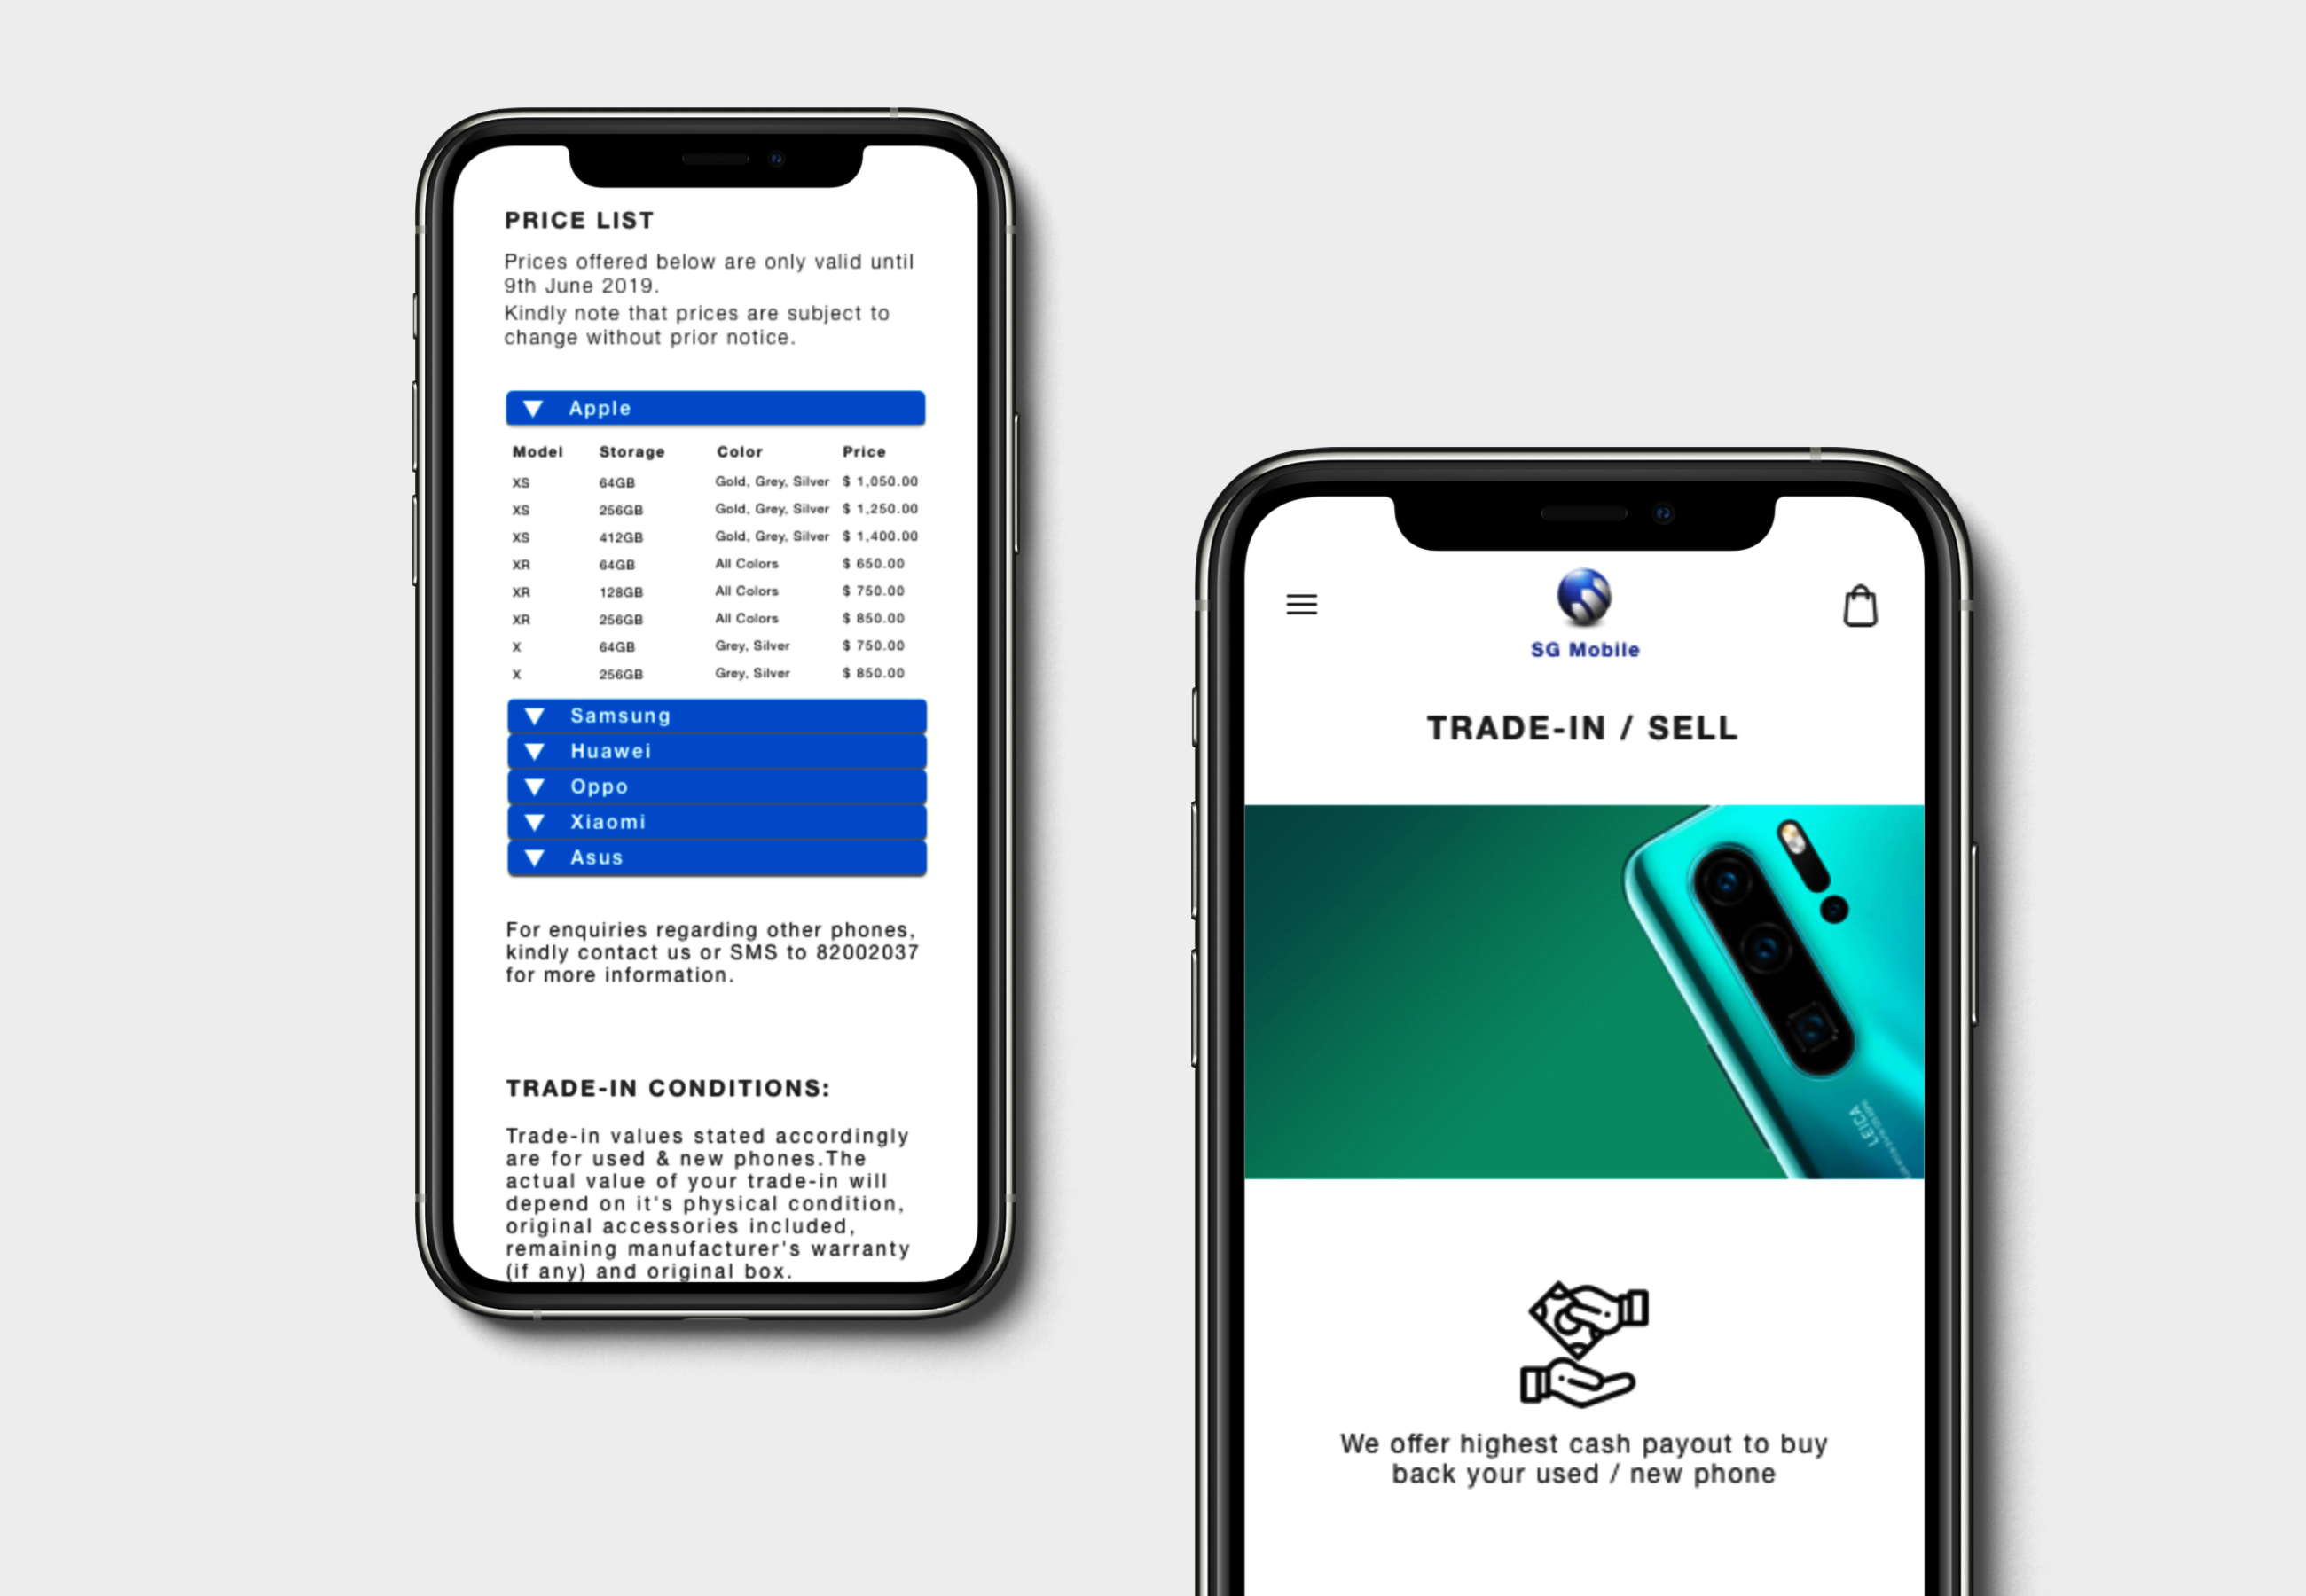 PRICE LIST
Prices offered below are only valid until
9th June 2019.
Kindly note that prices are subject to
change without prior notice.
Apple
Model Storage Color Price
XS 64GB Gold, Grey, Silver $ 1,050.00
XS 256GB Gold, Grey, Silver $ 1,250.00
XS 412GB Gold, Grey, Silver $ 1,400.00
XR 64GB All Colors $ 650.00
XR 128GB All Colors $ 750.00
XR 256GB All Colors $ 850.00
X 64GB Grey, Silver $ 750.00
X 256GB Grey, Silver $ 850.00
Samsung
Huawei
Oppo
Xiaomi
Asus
For enquiries regarding other phones,
kindly contact us or SMS to 82002037
for more information.
TRADE-IN CONDITIONS:
Trade-in values stated accordingly
are for used & new phones.The
actual value of your trade-in will
depend on it's physical condition,
original accessories included,
remaining manufacturer's warranty
(if any) and original box.
SG Mobile
TRADE-IN / SELL
LEICA
We offer highest cash payout to buy
back your used / new phone